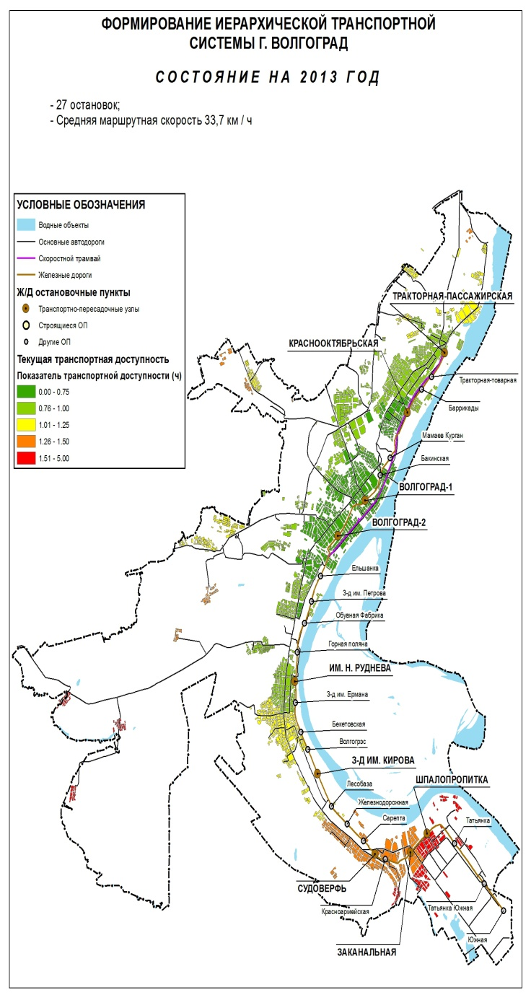 ФОРМИРОВАНИЕ ИЕРАРХИЧЕСКОЙ ТРАНСПОРТНОЙ
СИСТЕМЫ Г. ВОЛГОГРАД
СОСТОЯНИЕ НА 2013 ГОД
- 27 остановок;
- Средняя маршрутная скорость 33,7 км / ч
УСЛОВНЫЕ ОБОЗНАЧЕНИЯ
Водные объекты
Основные автодороги
Скоростной трамвай
Железные дороги
Ж/Д остановочные пункты
Транспортно-пересадочные узлы
Строящиеся ОП
Другие ОП
Текущая транспортная доступность
Показатель транспортной доступности (ч)
0.00 - 0.75
0.76 - 1.00
1.01 - 1.25
1.26 - 1.50
1.51 - 5.00
ТРАКТОРНАЯ-ПАССАЖИРСКАЯ
КРАСНООКТЯБРЬСКАЯ
Тракторная-товарная
Баррикады
Мамаев Курган
Бакинская
ВОЛГОГРАД-1
ВОЛГОГРАД-2
Ельшанка
З-д им. Петрова
Обувная Фабрика
Горная поляна
ИМ. Н. РУДНЕВА
З-д им. Ермана
Бекетовская
Волгогрэс
З-Д ИМ. КИРОВА
ШПАЛОПРОПИТКА
Лесобаза
Железнодорожная
Сарепта
Татьянка
СУДОВЕРФЬ
Красноармейская
Татьянка Южная
Южная
ЗАКАНАЛЬНАЯ